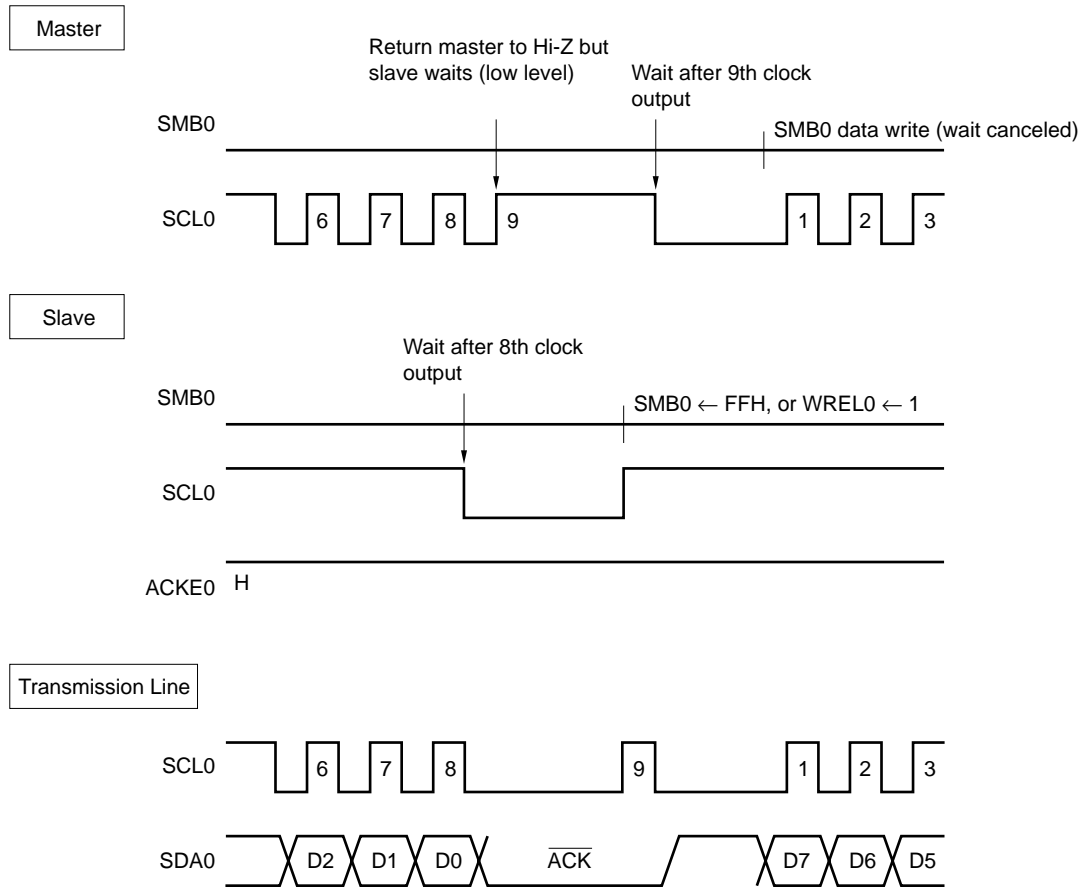 Master
Return master to Hi-Z but
slave waits (low level)
Wait after 9th clock
output
SMB0
SMB0 data write (wait canceled)
SCL0
6 7 8 9 1 2 3
Slave
Wait after 8th clock
output
SMB0
SMB0 ← FFH, or WREL0 ← 1
SCL0
ACKE0 H
Transmission Line
SCL0
6 7 8 9 1 2 3
SDA0
D2 D1 D0 ACK D7 D6 D5